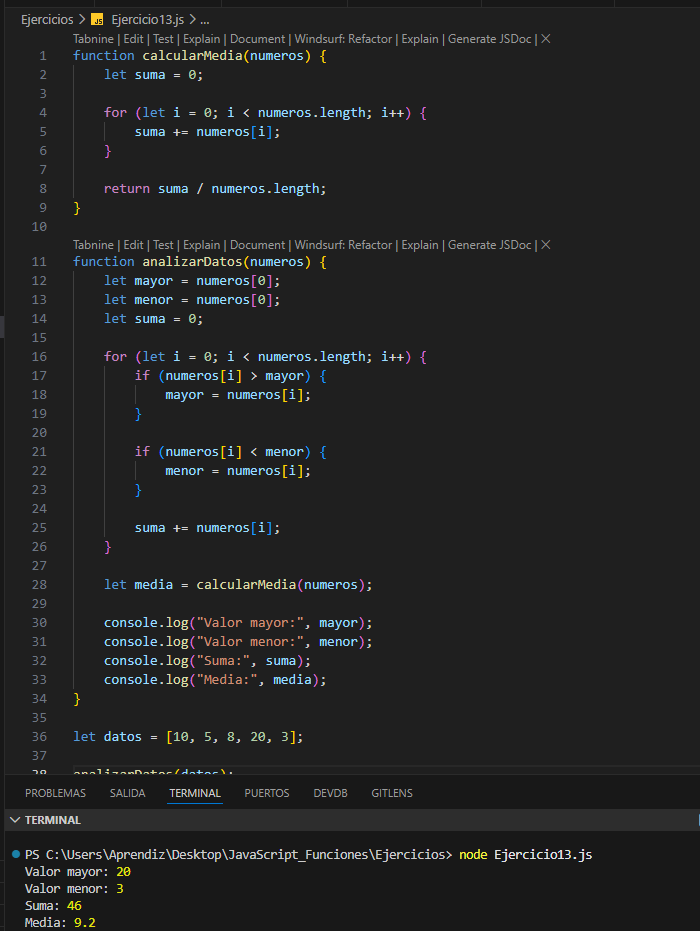 Ejercicios > JS Ejercicio13.js > ...
Tabnine | Edit | Test | Explain | Document | Windsurf: Refactor | Explain | Generate JSDoc | X
1 function calcularMedia(numeros) {
2     let suma = 0;
3
4     for (let i = 0; i < numeros.length; i++) {
5         suma += numeros[i];
6     }
7
8     return suma / numeros.length;
9 }
10
Tabnine | Edit | Test | Explain | Document | Windsurf: Refactor | Explain | Generate JSDoc | X
11 function analizarDatos(numeros) {
12     let mayor = numeros[0];
13     let menor = numeros[0];
14     let suma = 0;
15
16     for (let i = 0; i < numeros.length; i++) {
17         if (numeros[i] > mayor) {
18             mayor = numeros[i];
19         }
20
21         if (numeros[i] < menor) {
22             menor = numeros[i];
23         }
24
25         suma += numeros[i];
26     }
27
28     let media = calcularMedia(numeros);
29
30     console.log("Valor mayor:", mayor);
31     console.log("Valor menor:", menor);
32     console.log("Suma:", suma);
33     console.log("Media:", media);
34 }
35
36 let datos = [10, 5, 8, 20, 3];
37
38 analizarDatos(datos);
PROBLEMAS SALIDA TERMINAL PUERTOS DEVDB GITLENS
TERMINAL
PS C:\Users\Aprendiz\Desktop\JavaScript_Funciones\Ejercicios> node Ejercicio13.js
Valor mayor: 20
Valor menor: 3
Suma: 46
Media: 9.2